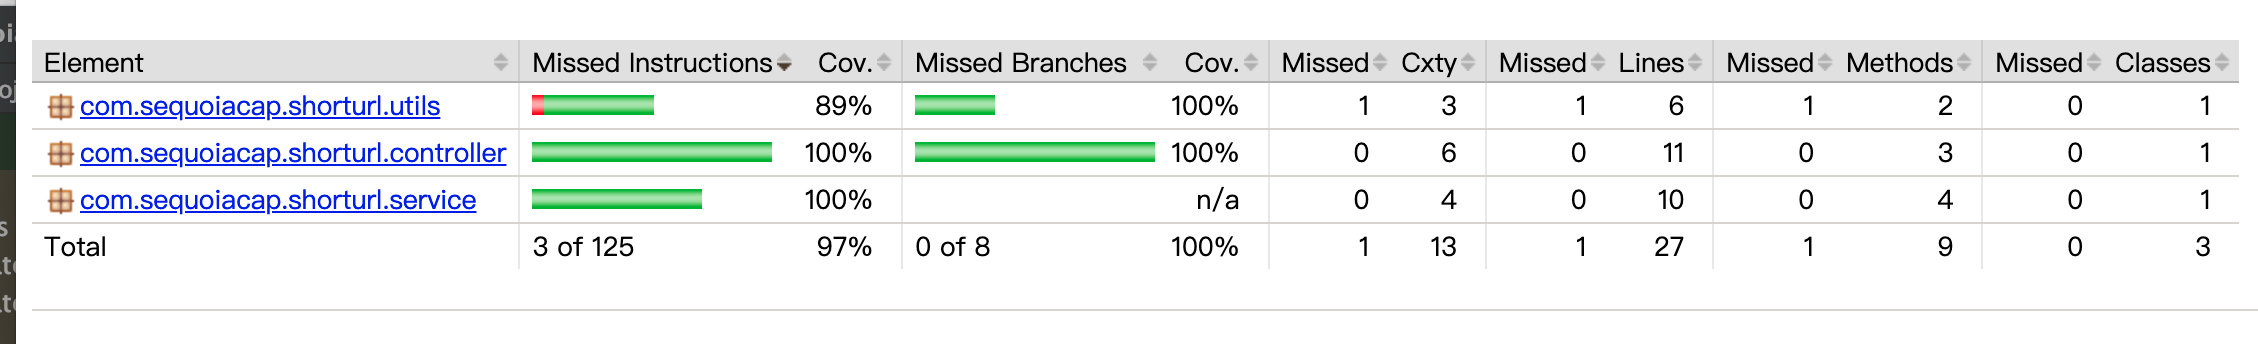 Element Missed Instructions Cov. Missed Branches Cov. Missed Cxty Missed Lines Missed Methods Missed Classes
com.sequoiacap.shorturl.utils 89% 100% 1 3 1 6 1 2 0 1
com.sequoiacap.shorturl.controller 100% 100% 0 6 0 11 0 3 0 1
com.sequoiacap.shorturl.service 100% n/a 0 4 0 10 0 4 0 1
Total 3 of 125 97% 0 of 8 100% 1 13 1 27 1 9 0 3